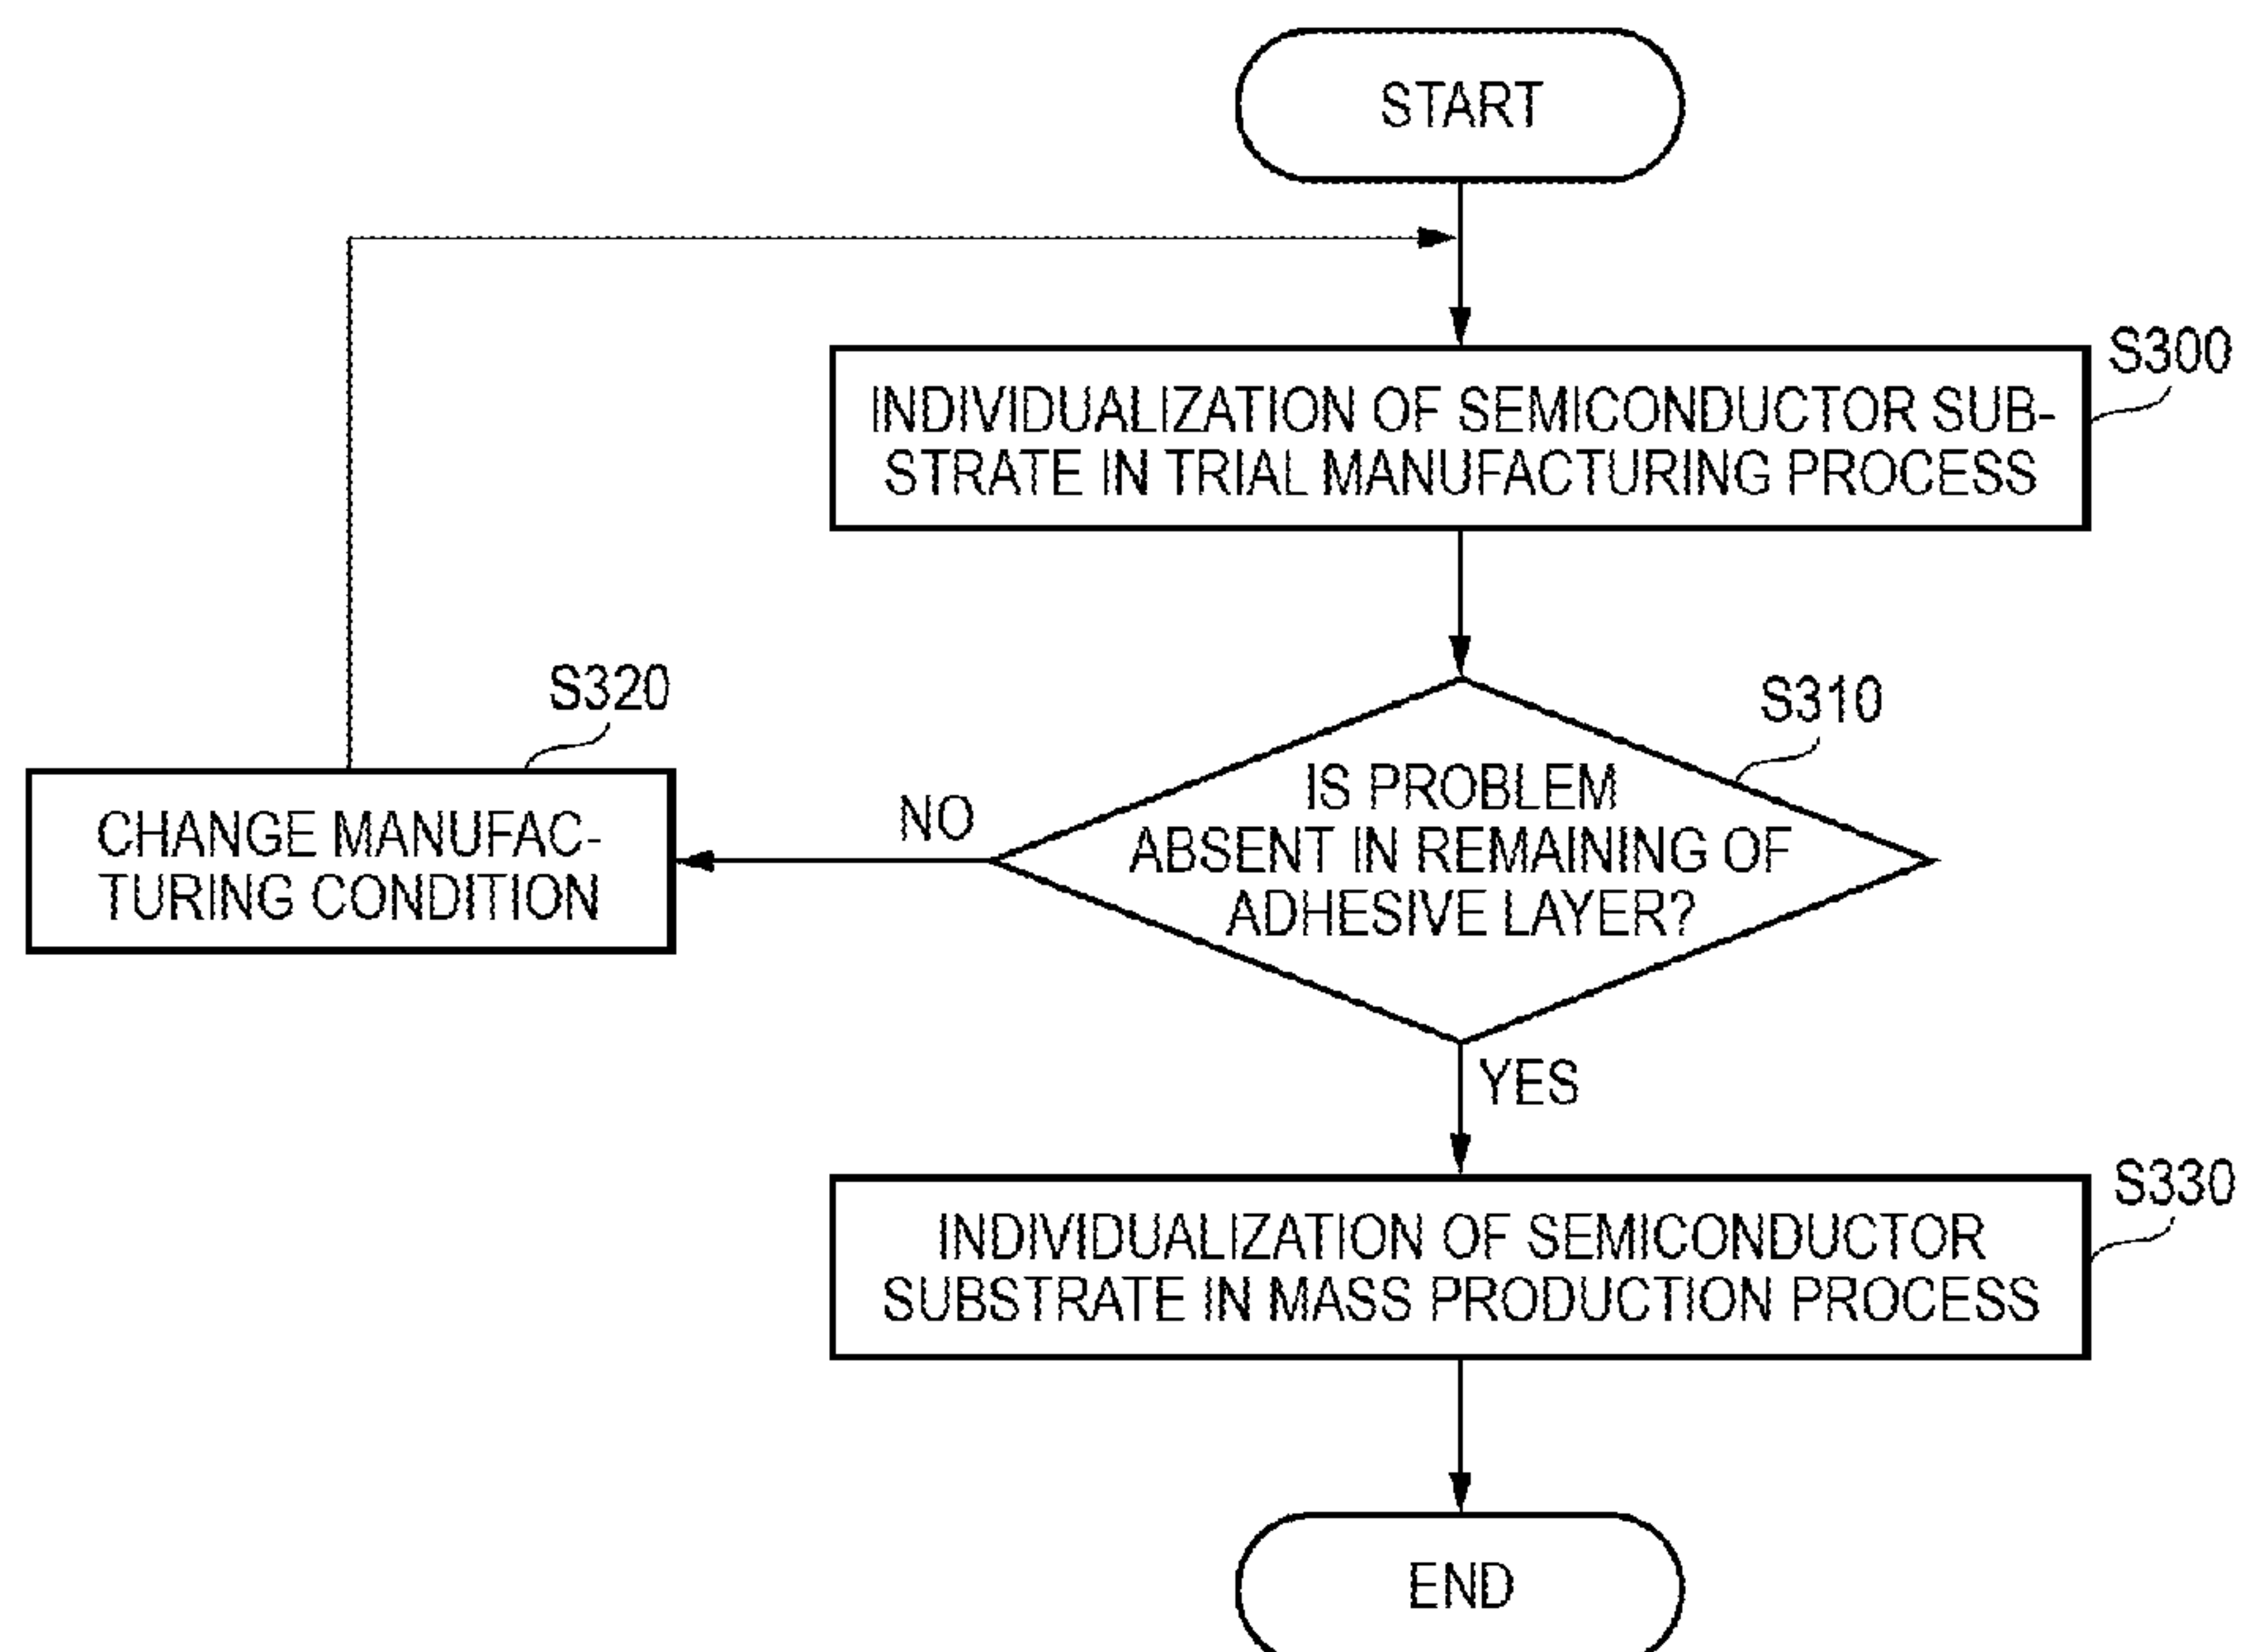 START
S300
INDIVIDUALIZATION OF SEMICONDUCTOR SUB-
STRATE IN TRIAL MANUFACTURING PROCESS
S310
IS PROBLEM
ABSENT IN REMAINING OF
ADHESIVE LAYER?
NO
S320
CHANGE MANUFAC-
TURING CONDITION
YES
S330
INDIVIDUALIZATION OF SEMICONDUCTOR
SUBSTRATE IN MASS PRODUCTION PROCESS
END